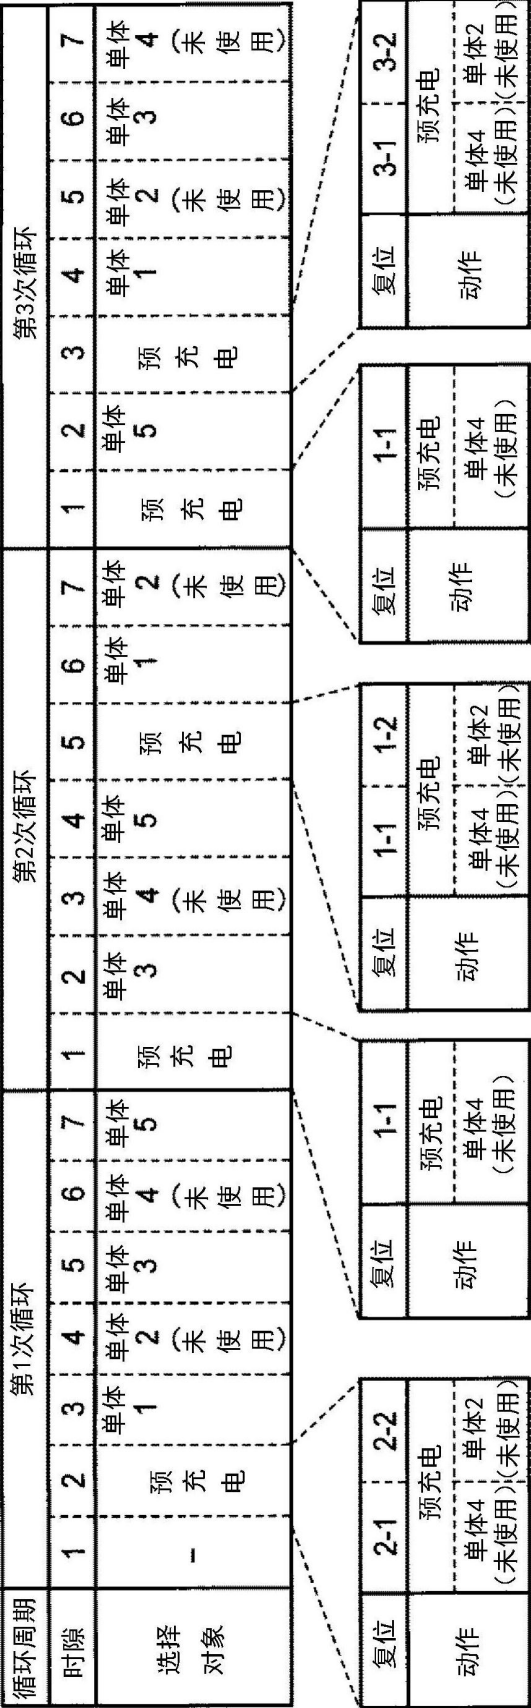 循环周期 第1次循环 第2次循环 第3次循环
时隙 1 2 3 4 5 6 7 1 2 3 4 5 6 7 1 2 3 4 5 6 7
选择对象 - 预充电 单体1 单体2(未使用) 单体3 单体4(未使用) 单体5 预充电 单体3 单体4(未使用) 单体5 预充电 单体1 单体2(未使用) 预充电 单体5 预充电 单体1 单体2(未使用) 单体3 单体4(未使用)
复位 2-1 2-2
动作 预充电
单体4(未使用) 单体2(未使用)
复位 1-1
动作 预充电
单体4(未使用)
复位 1-1 1-2
动作 预充电
单体4(未使用) 单体2(未使用)
复位 1-1
动作 预充电
单体4(未使用)
复位 3-1 3-2
动作 预充电
单体4(未使用) 单体2(未使用)